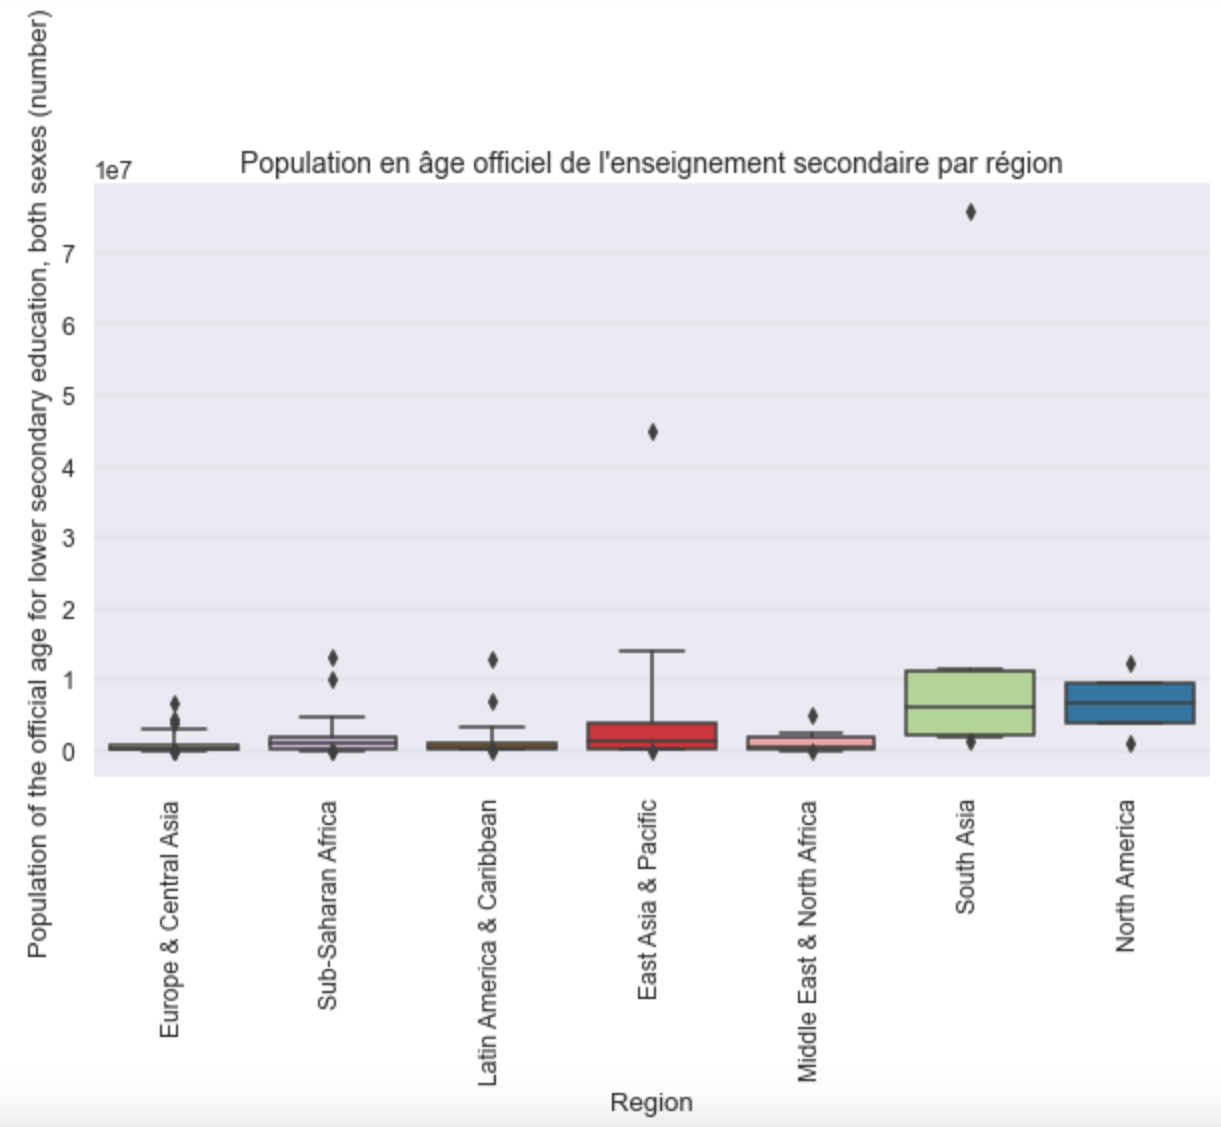 Population en âge officiel de l'enseignement secondaire par région
1e7
Population of the official age for lower secondary education, both sexes (number)
7
6
5
4
3
2
1
0
Europe & Central Asia
Sub-Saharan Africa
Latin America & Caribbean
East Asia & Pacific
Middle East & North Africa
South Asia
North America
Region